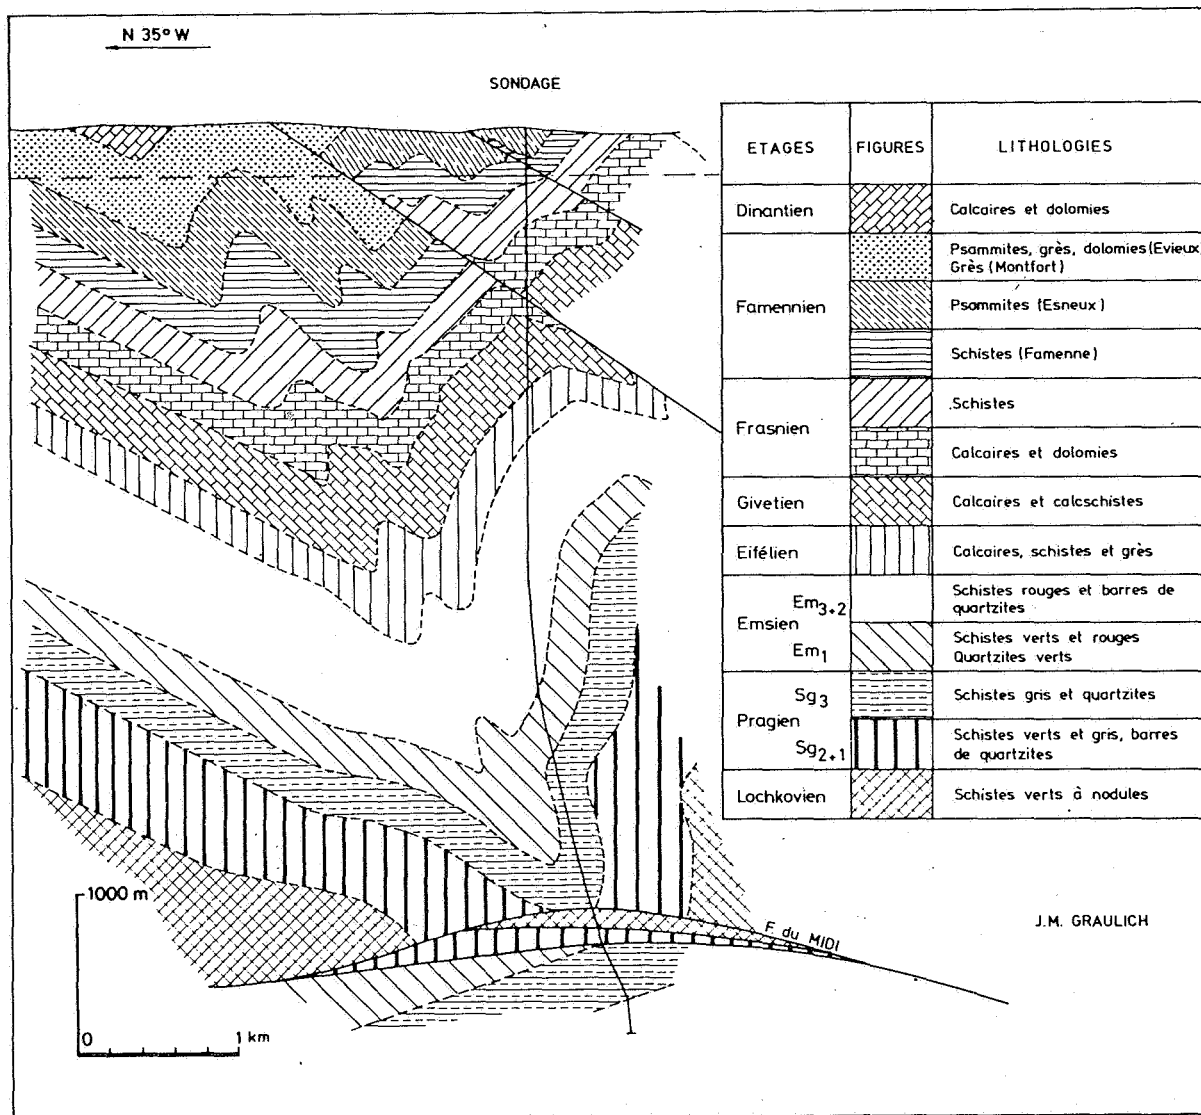 N 35° W
SONDAGE
ETAGES FIGURES LITHOLOGIES
Dinantien Calcaires et dolomies
Famennien
Psammites, grès, dolomies (Evieux
Grès (Montfort)
Psammites (Esneux)
Schistes (Famenne)
Frasnien
Schistes
Calcaires et dolomies
Givetien Calcaires et calcschistes
Eifélien Calcaires, schistes et grès
Emsien
Em3+2 Schistes rouges et barres de
quartzites
Em1 Schistes verts et rouges
Quartzites verts
Pragien
Sg3 Schistes gris et quartzites
Sg2+1 Schistes verts et gris, barres
de quartzites
Lochkovien Schistes verts à nodules
1000 m
0 1 km
F. du MIDI
J.M. GRAULICH